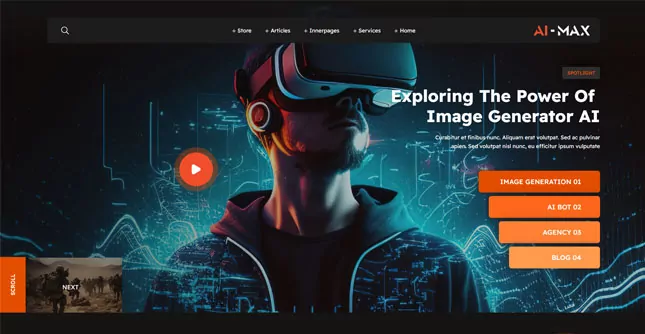 + Store
+ Articles
+ Innerpages
+ Services
+ Home
AI-MAX
SPOTLIGHT
Exploring The Power Of
Image Generator AI
Curabitur et finibus nunc. Aliquam erat volutpat. Sed ac pulvinar
sapien. Sed volutpat nisl nunc, eu efficitur ipsum vulputate
IMAGE GENERATION 01
AI BOT 02
AGENCY 03
BLOG 04
SCROLL
NEXT